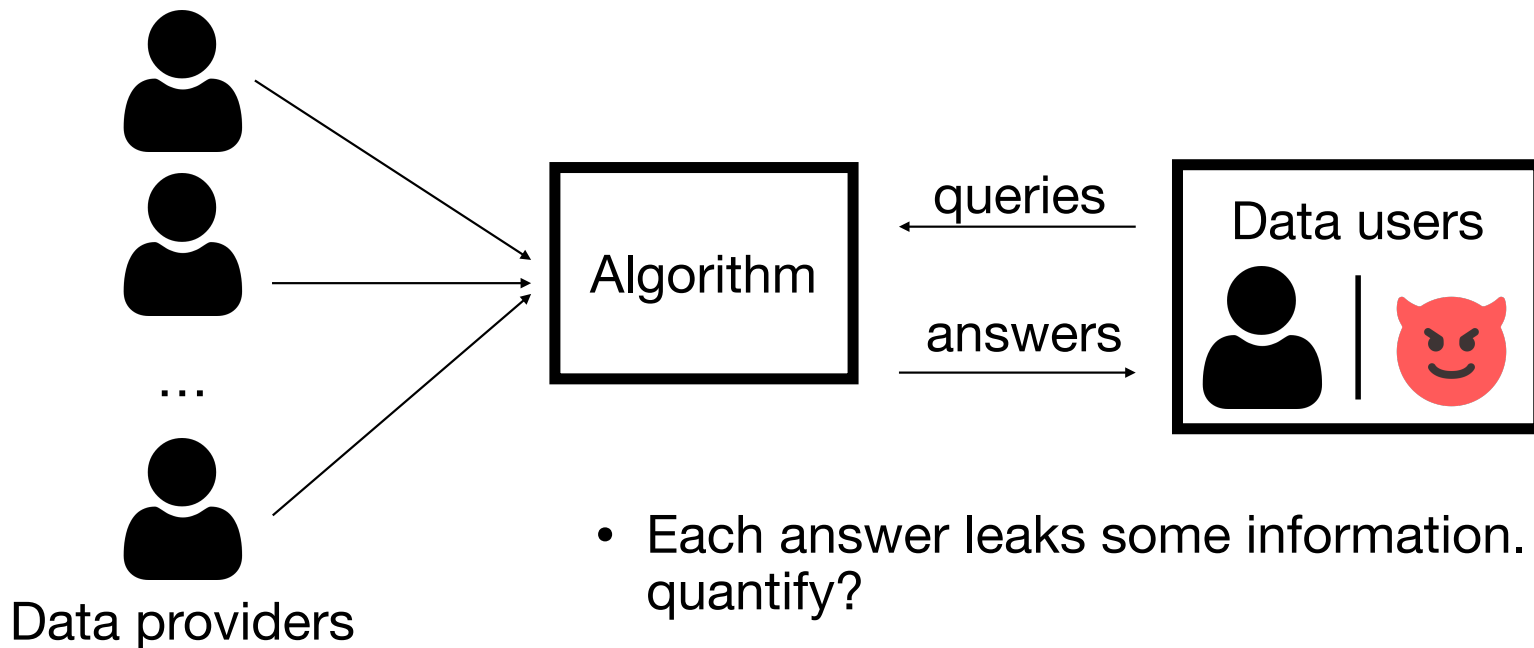 queries
Data users
Algorithm
answers
...
• Each answer leaks some information.
quantify?
Data providers